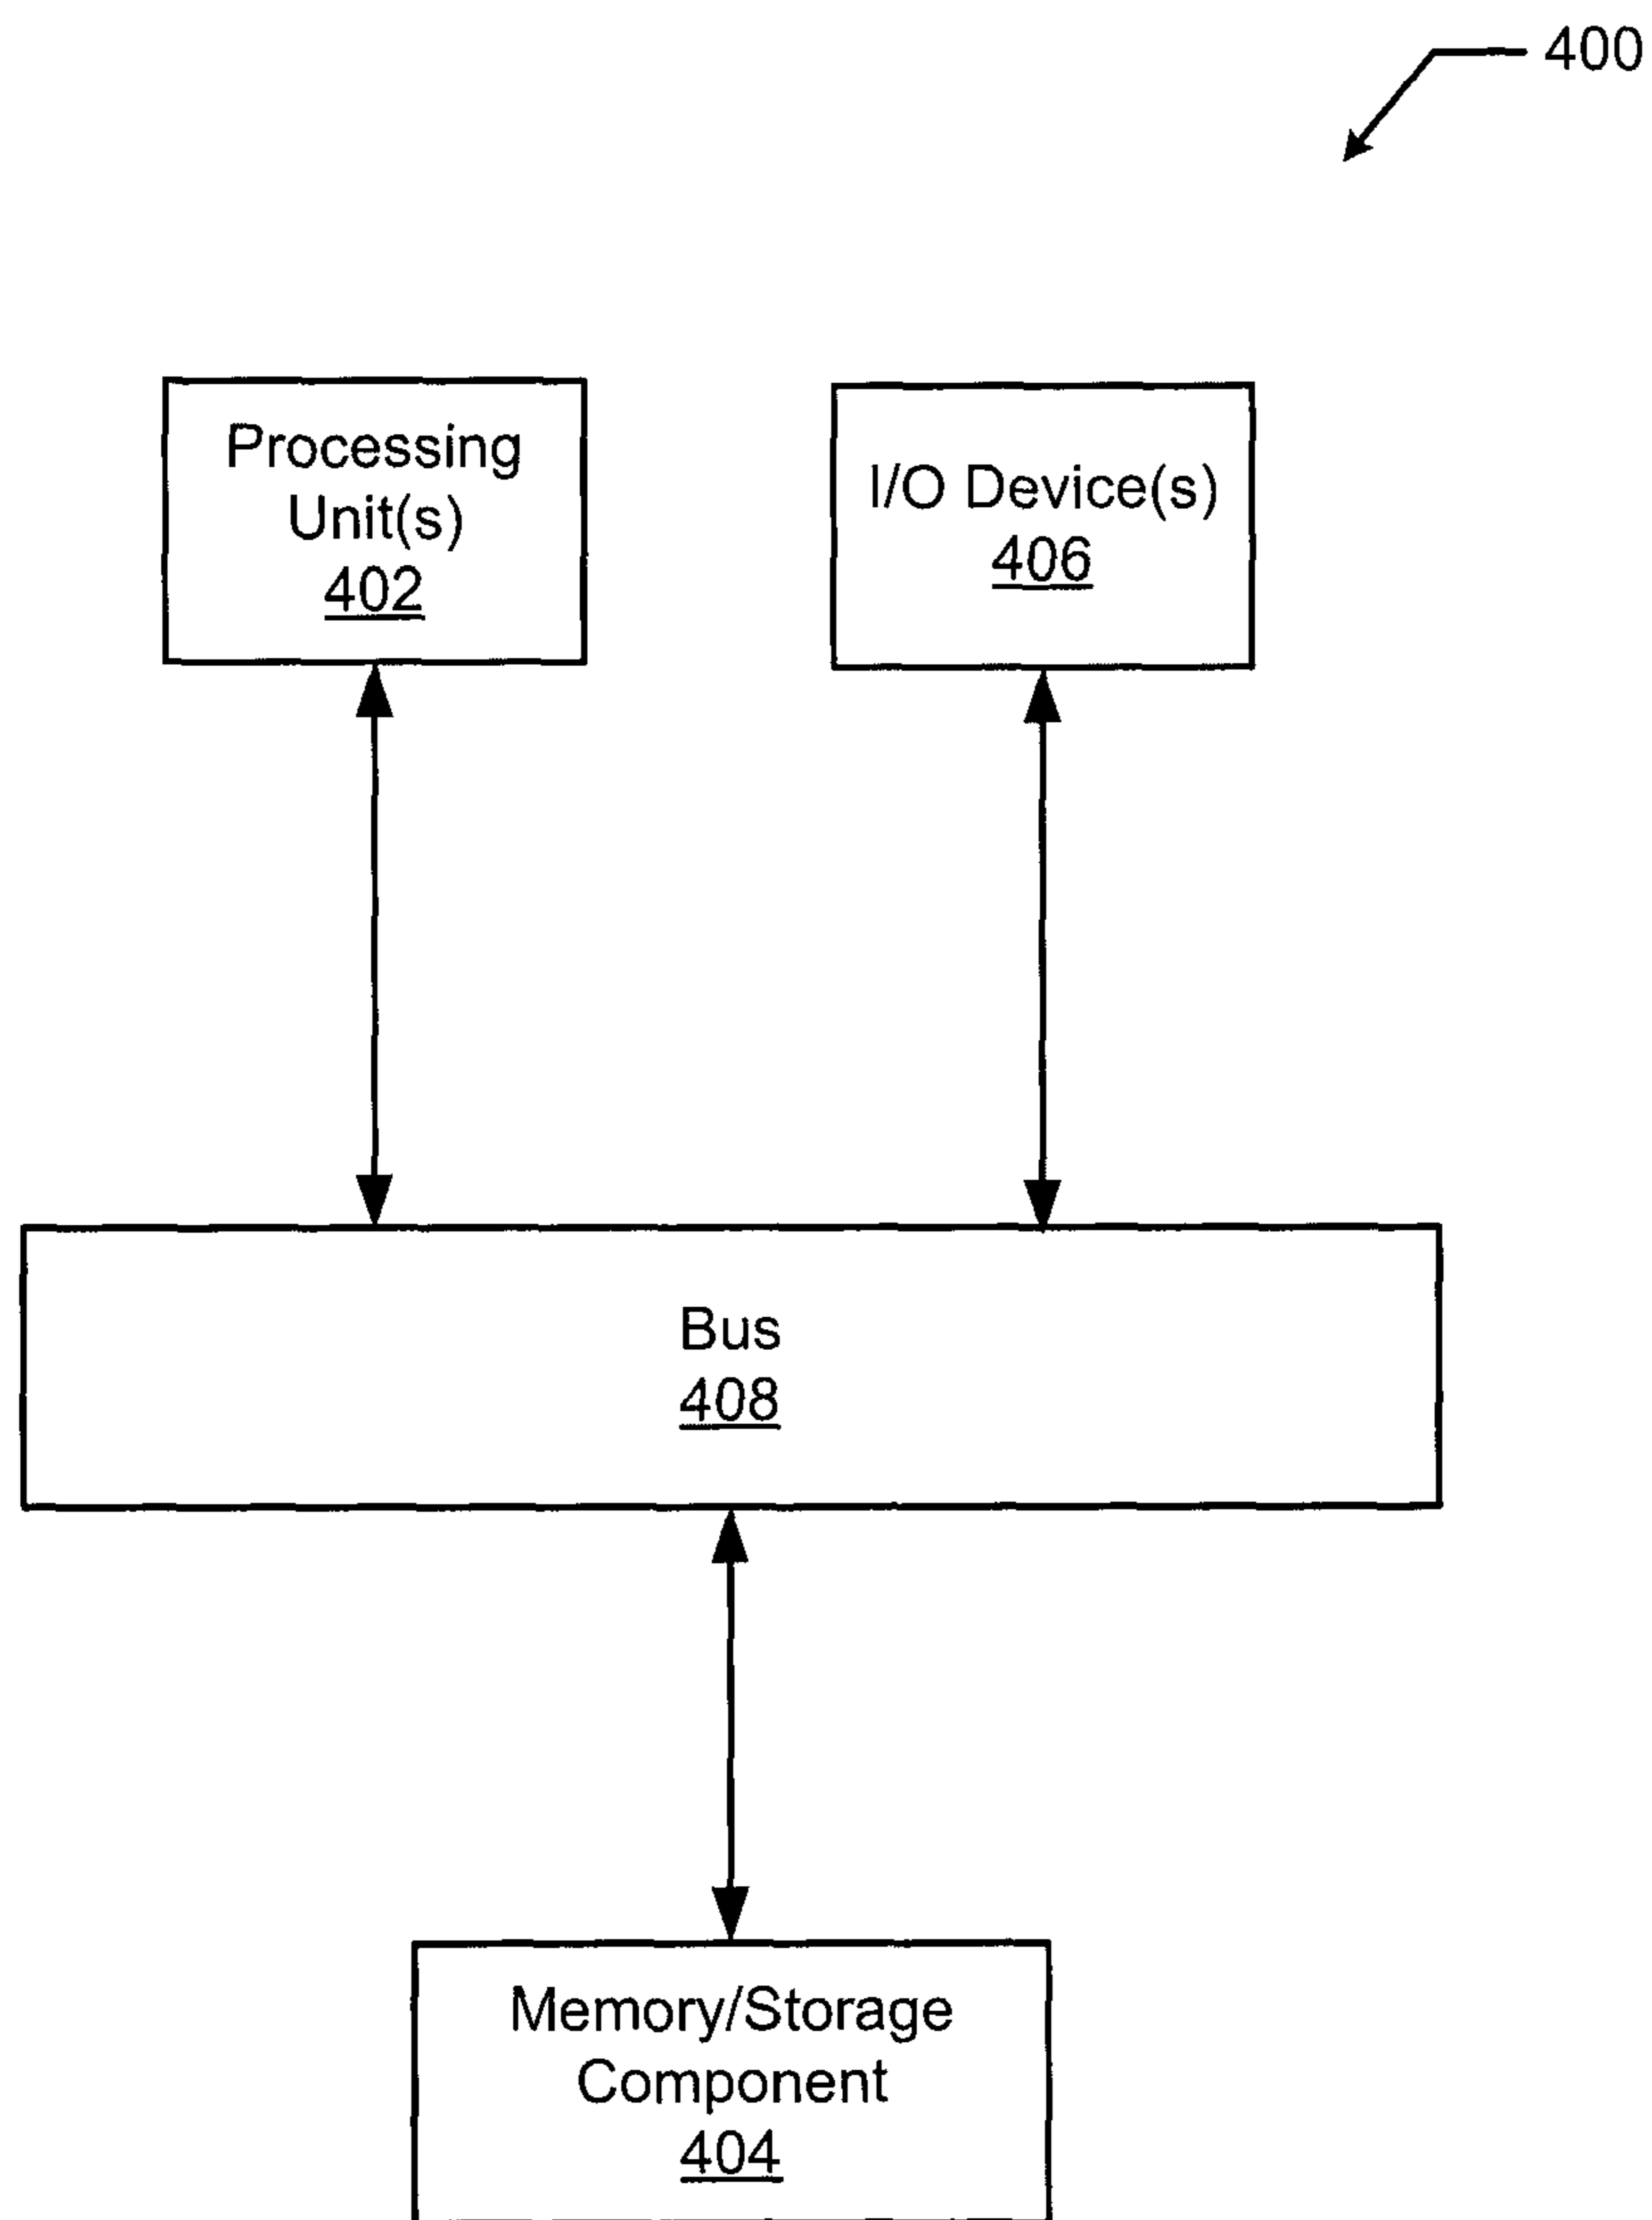 400
Processing
Unit(s)
402
I/O Device(s)
406
Bus
408
Memory/Storage
Component
404